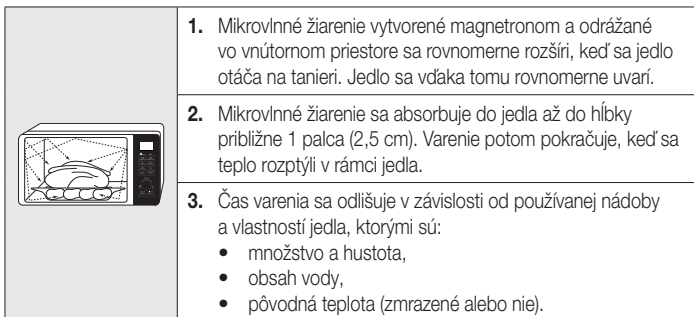 1. Mikrovlnné žiarenie vytvorené magnetronom a odrážané
vo vnútornom priestore sa rovnomerne rozšíri, keď sa jedlo
otáča na tanieri. Jedlo sa vďaka tomu rovnomerne uvarí.
2. Mikrovlnné žiarenie sa absorbuje do jedla až do hĺbky
približne 1 palca (2,5 cm). Varenie potom pokračuje, keď sa
teplo rozptýli v rámci jedla.
3. Čas varenia sa odlišuje v závislosti od používanej nádoby
a vlastností jedla, ktorými sú:
• množstvo a hustota,
• obsah vody,
• pôvodná teplota (zmrazené alebo nie).